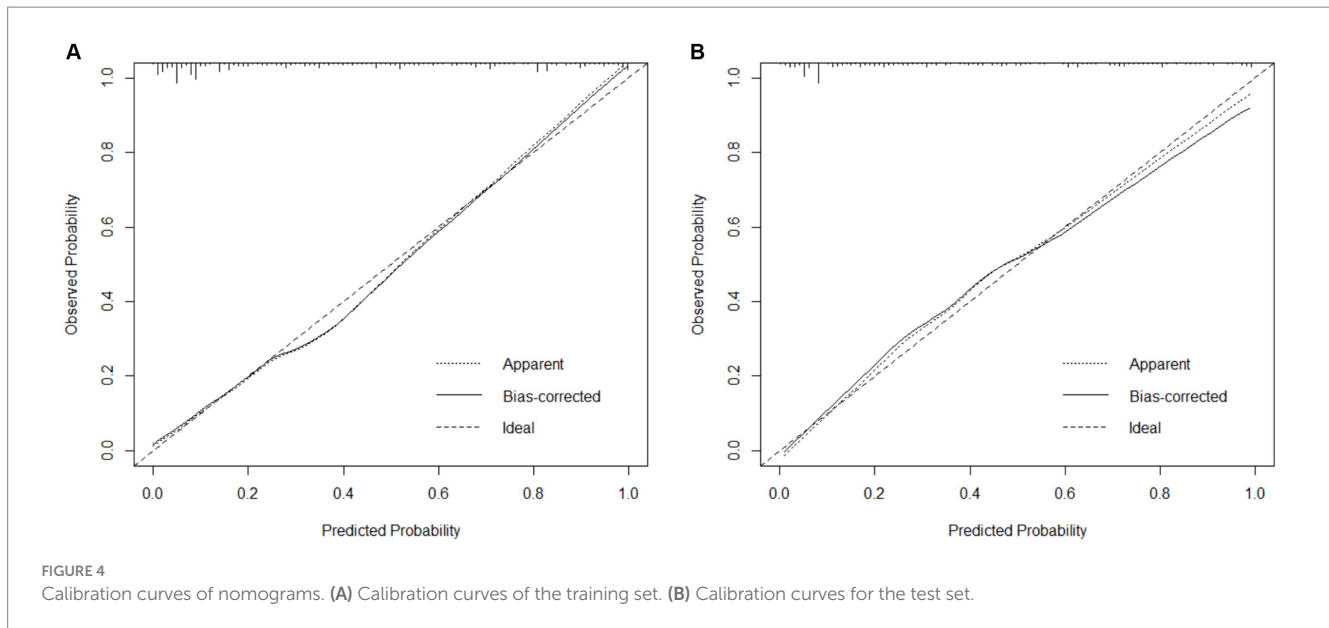 A
B
Observed Probability
1.0
0.8
0.6
0.4
0.2
0.0
Apparent
Bias-corrected
Ideal
0.0 0.2 0.4 0.6 0.8 1.0
Predicted Probability
Observed Probability
1.0
0.8
0.6
0.4
0.2
0.0
Apparent
Bias-corrected
Ideal
0.0 0.2 0.4 0.6 0.8 1.0
Predicted Probability
FIGURE 4
Calibration curves of nomograms. (A) Calibration curves of the training set. (B) Calibration curves for the test set.